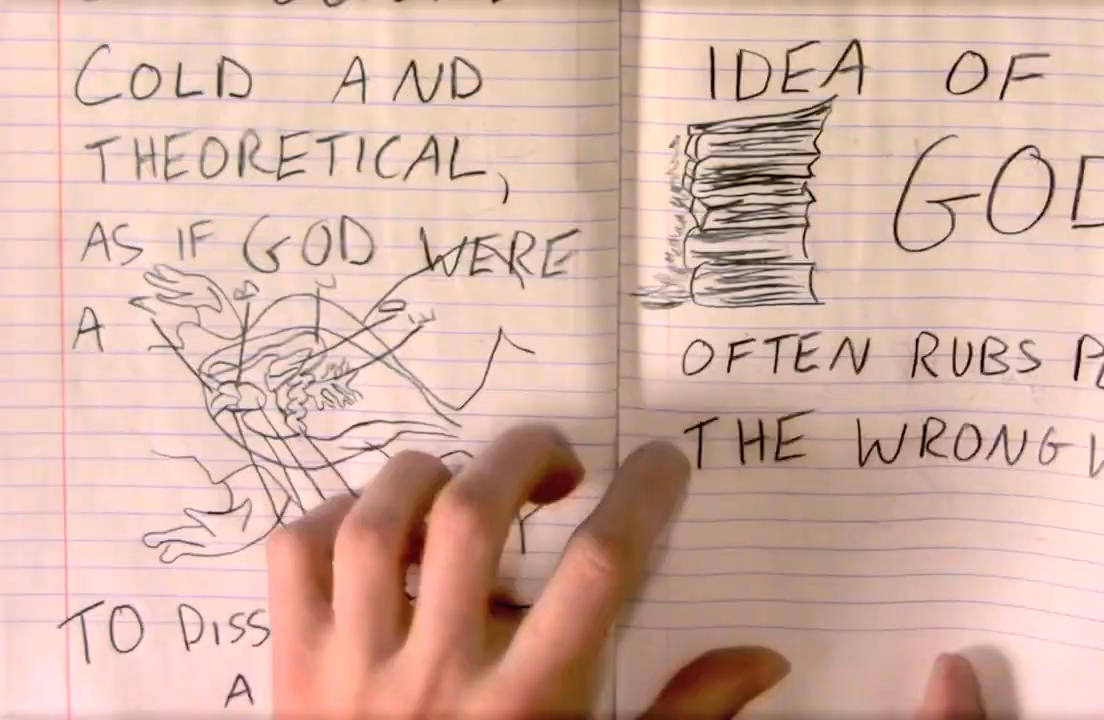 COLD AND
THEORETICAL,
AS IF GOD WERE
A
TO DISS
A
IDEA OF
GOD
OFTEN RUBS
THE WRONG